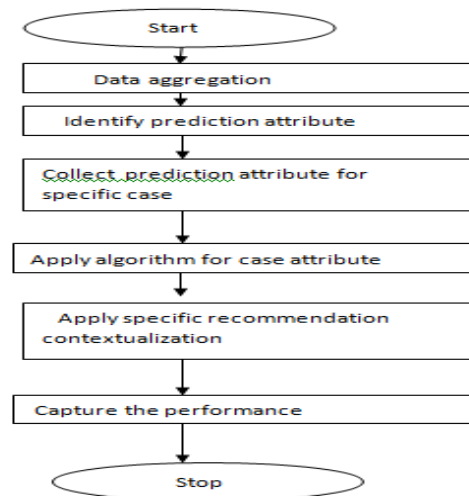 Start
Data aggregation
Identify prediction attribute
Collect prediction attribute for
specific case
Apply algorithm for case attribute
Apply specific recommendation
contextualization
Capture the performance
Stop